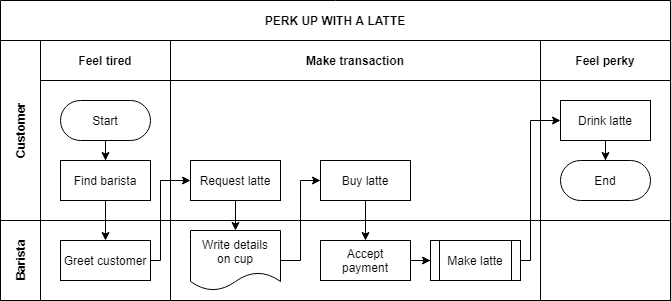 PERK UP WITH A LATTE
Feel tired
Make transaction
Feel perky
Customer
Start
Drink latte
Find barista
Request latte
Buy latte
End
Barista
Greet customer
Write details
on cup
Accept
payment
Make latte